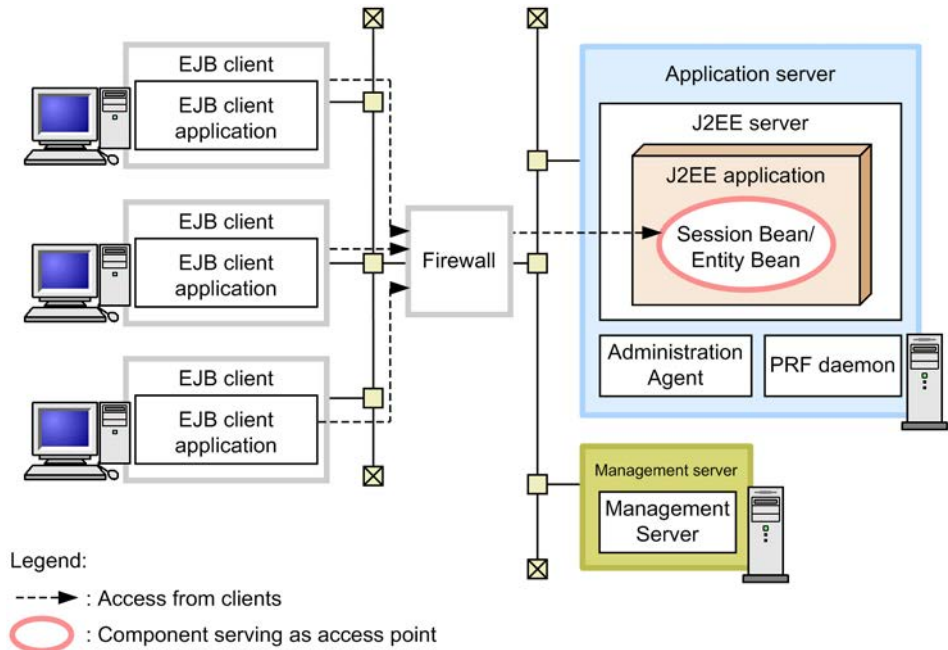 EJB client
EJB client
application
EJB client
EJB client
application
EJB client
EJB client
application
Firewall
Application server
J2EE server
J2EE application
Session Bean/
Entity Bean
Administration
Agent
PRF daemon
Management server
Management
Server
Legend:
: Access from clients
: Component serving as access point